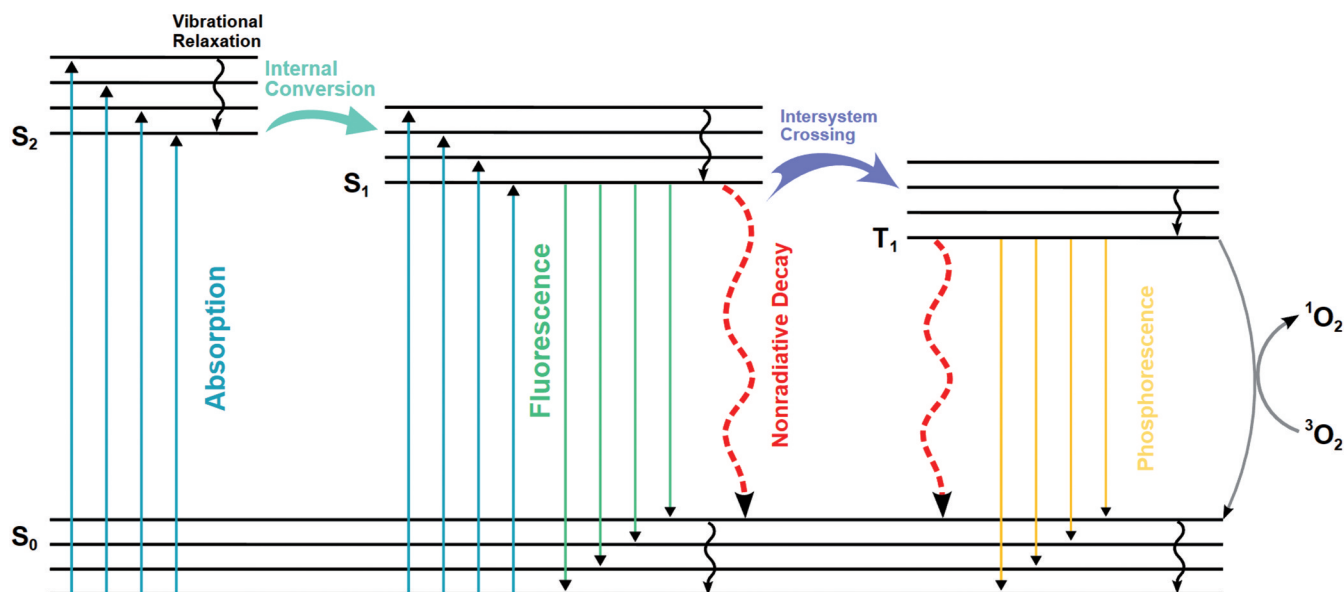 Vibrational
Relaxation
Internal
Conversion
S₂
Intersystem
Crossing
S₁
T₁
Absorption
Fluorescence
Nonradiative Decay
Phosphorescence
¹O₂
³O₂
S₀